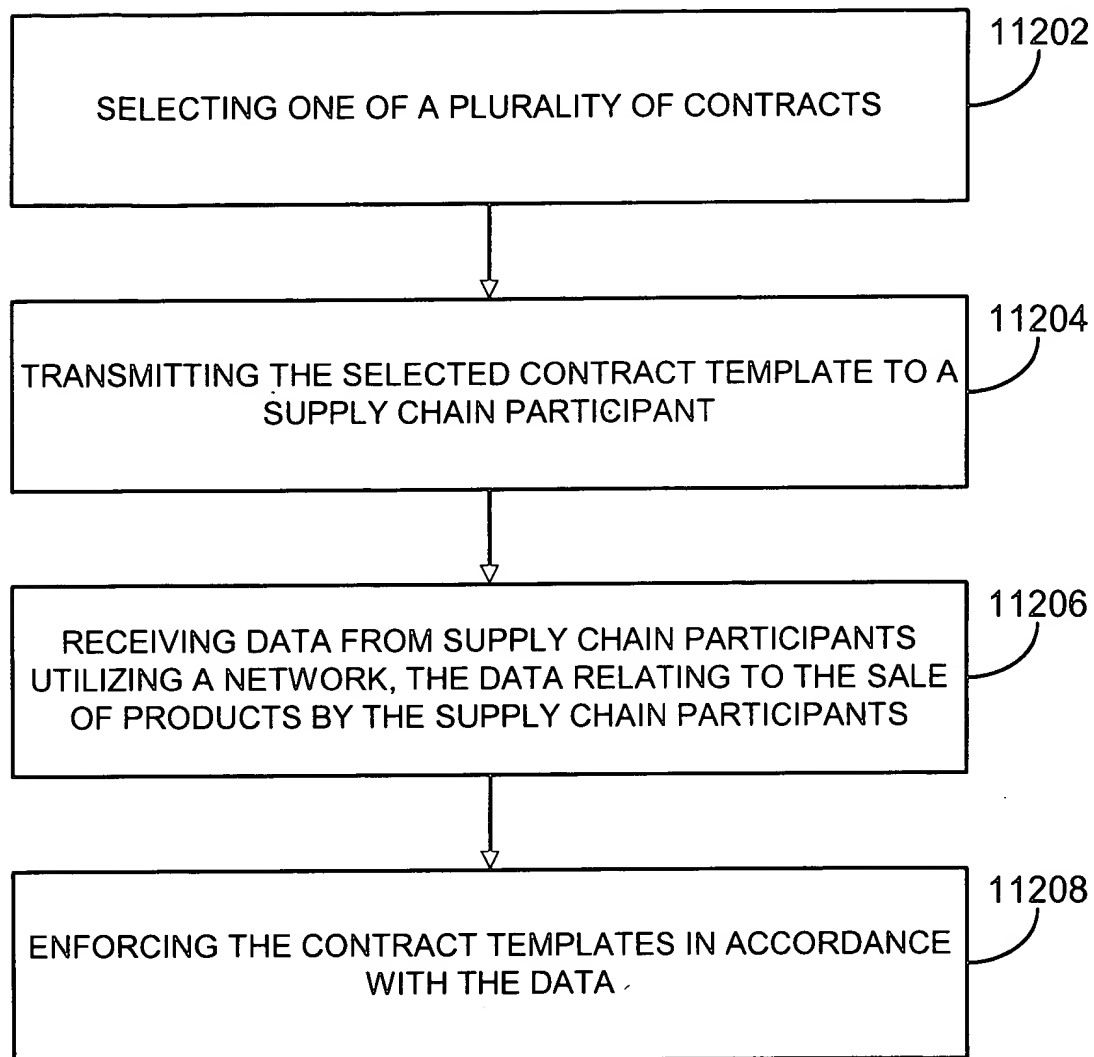 11202
SELECTING ONE OF A PLURALITY OF CONTRACTS
11204
TRANSMITTING THE SELECTED CONTRACT TEMPLATE TO A
SUPPLY CHAIN PARTICIPANT
11206
RECEIVING DATA FROM SUPPLY CHAIN PARTICIPANTS
UTILIZING A NETWORK, THE DATA RELATING TO THE SALE
OF PRODUCTS BY THE SUPPLY CHAIN PARTICIPANTS
11208
ENFORCING THE CONTRACT TEMPLATES IN ACCORDANCE
WITH THE DATA